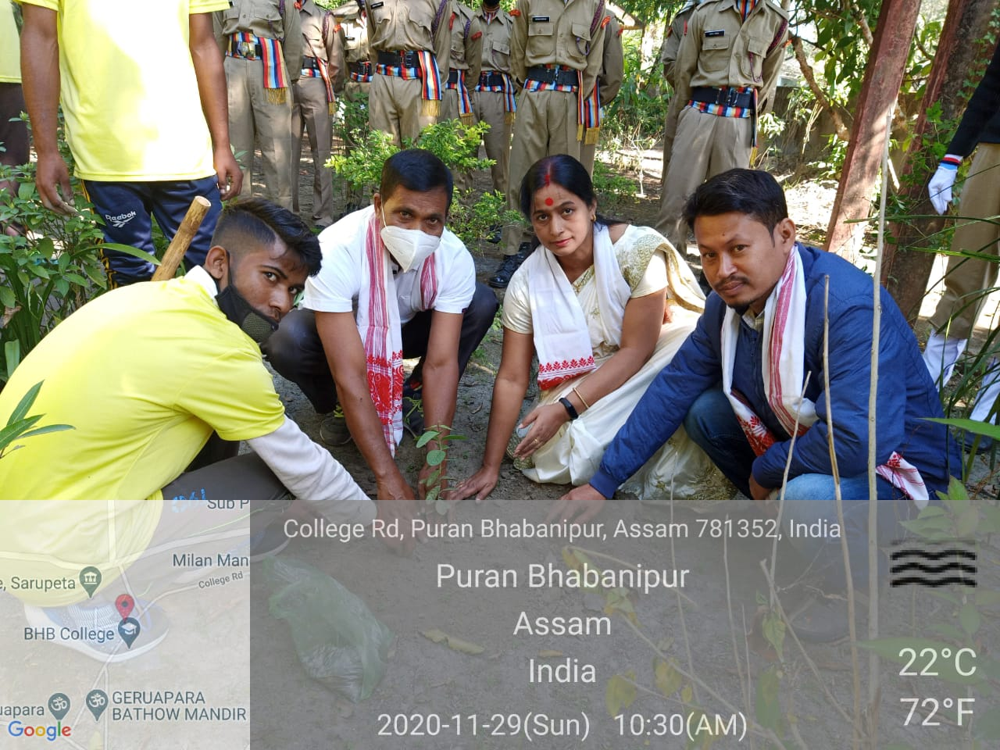 Reebok
Sub P
College Rd, Puran Bhabanipur, Assam 781352, India
Milan Man
College Rd
e, Sarupeta
Puran Bhabanipur
BHB College
Assam
India
GERUAPARA
BATHOW MANDIR
uapara
Google
22°C
72°F
2020-11-29(Sun) 10:30(AM)